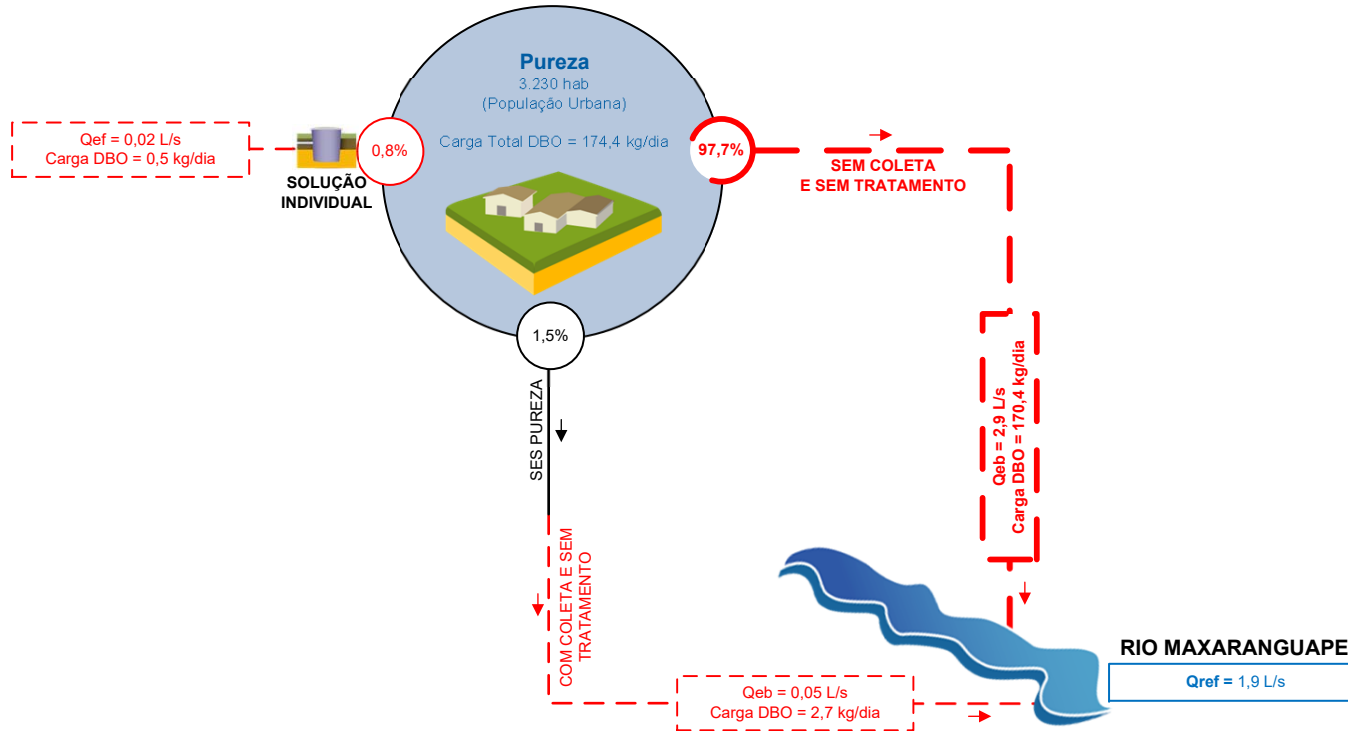 Pureza
3.230 hab
(População Urbana)
Carga Total DBO = 174,4 kg/dia
Qef = 0,02 L/s
Carga DBO = 0,5 kg/dia
0,8%
SOLUÇÃO
INDIVIDUAL
97,7%
SEM COLETA
E SEM TRATAMENTO
1,5%
SES PUREZA
Qeb = 2,9 L/s
Carga DBO = 170,4 kg/dia
COM COLETA E SEM
TRATAMENTO
Qeb = 0,05 L/s
Carga DBO = 2,7 kg/dia
RIO MAXARANGUAPE
Qref = 1,9 L/s